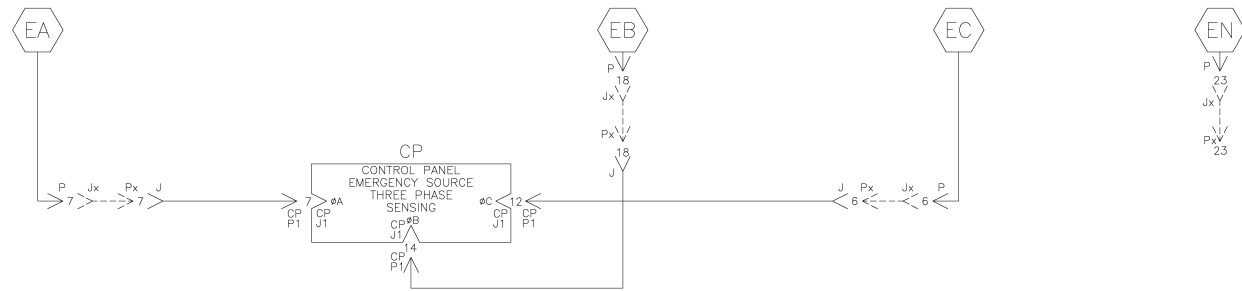 EA
EB
EC
EN
P
18
Jx
Px
18
J
P
23
Jx
Px
23
CP
CONTROL PANEL
EMERGENCY SOURCE
THREE PHASE
SENSING
P
7
Jx
Px
7
J
7
CP
P1
øA
CP
J1
øB
CP
J1
14
CP
P1
øC
CP
J1
12
CP
P1
J
6
Px
Jx
6
P